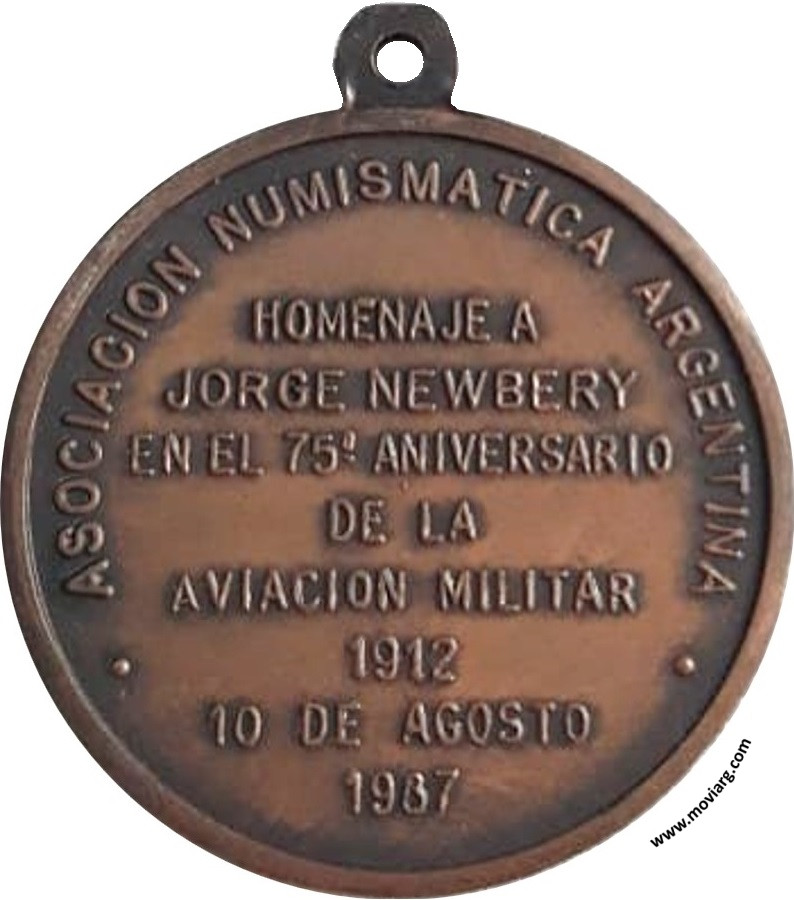 ASOCIACION NUMISMATICA ARGENTINA
HOMENAJE A
JORGE NEWBERY
EN EL 75º ANIVERSARIO
DE LA
AVIACION MILITAR
1912
10 DE AGOSTO
1987
www.moviarg.com